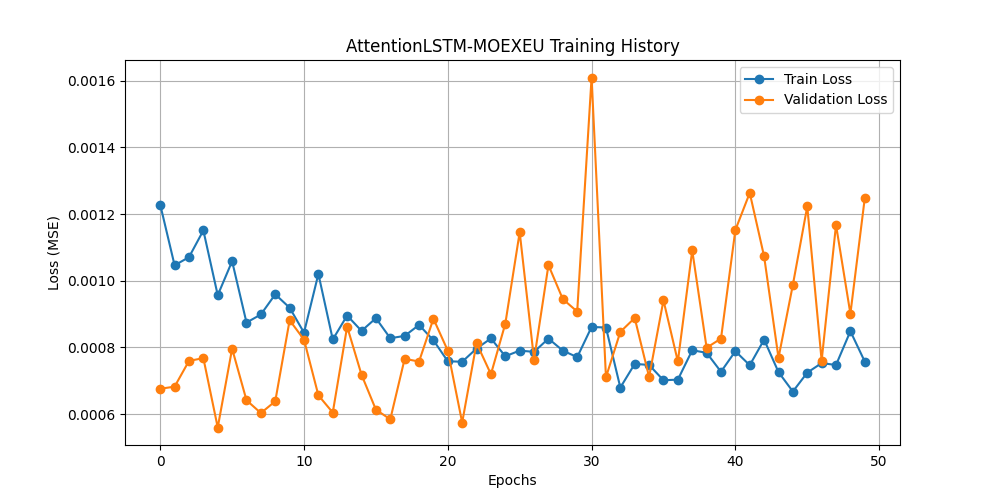 AttentionLSTM-MOEXEU Training History
Train Loss
Validation Loss
Loss (MSE)
0.0016
0.0014
0.0012
0.0010
0.0008
0.0006
0 10 20 30 40 50
Epochs